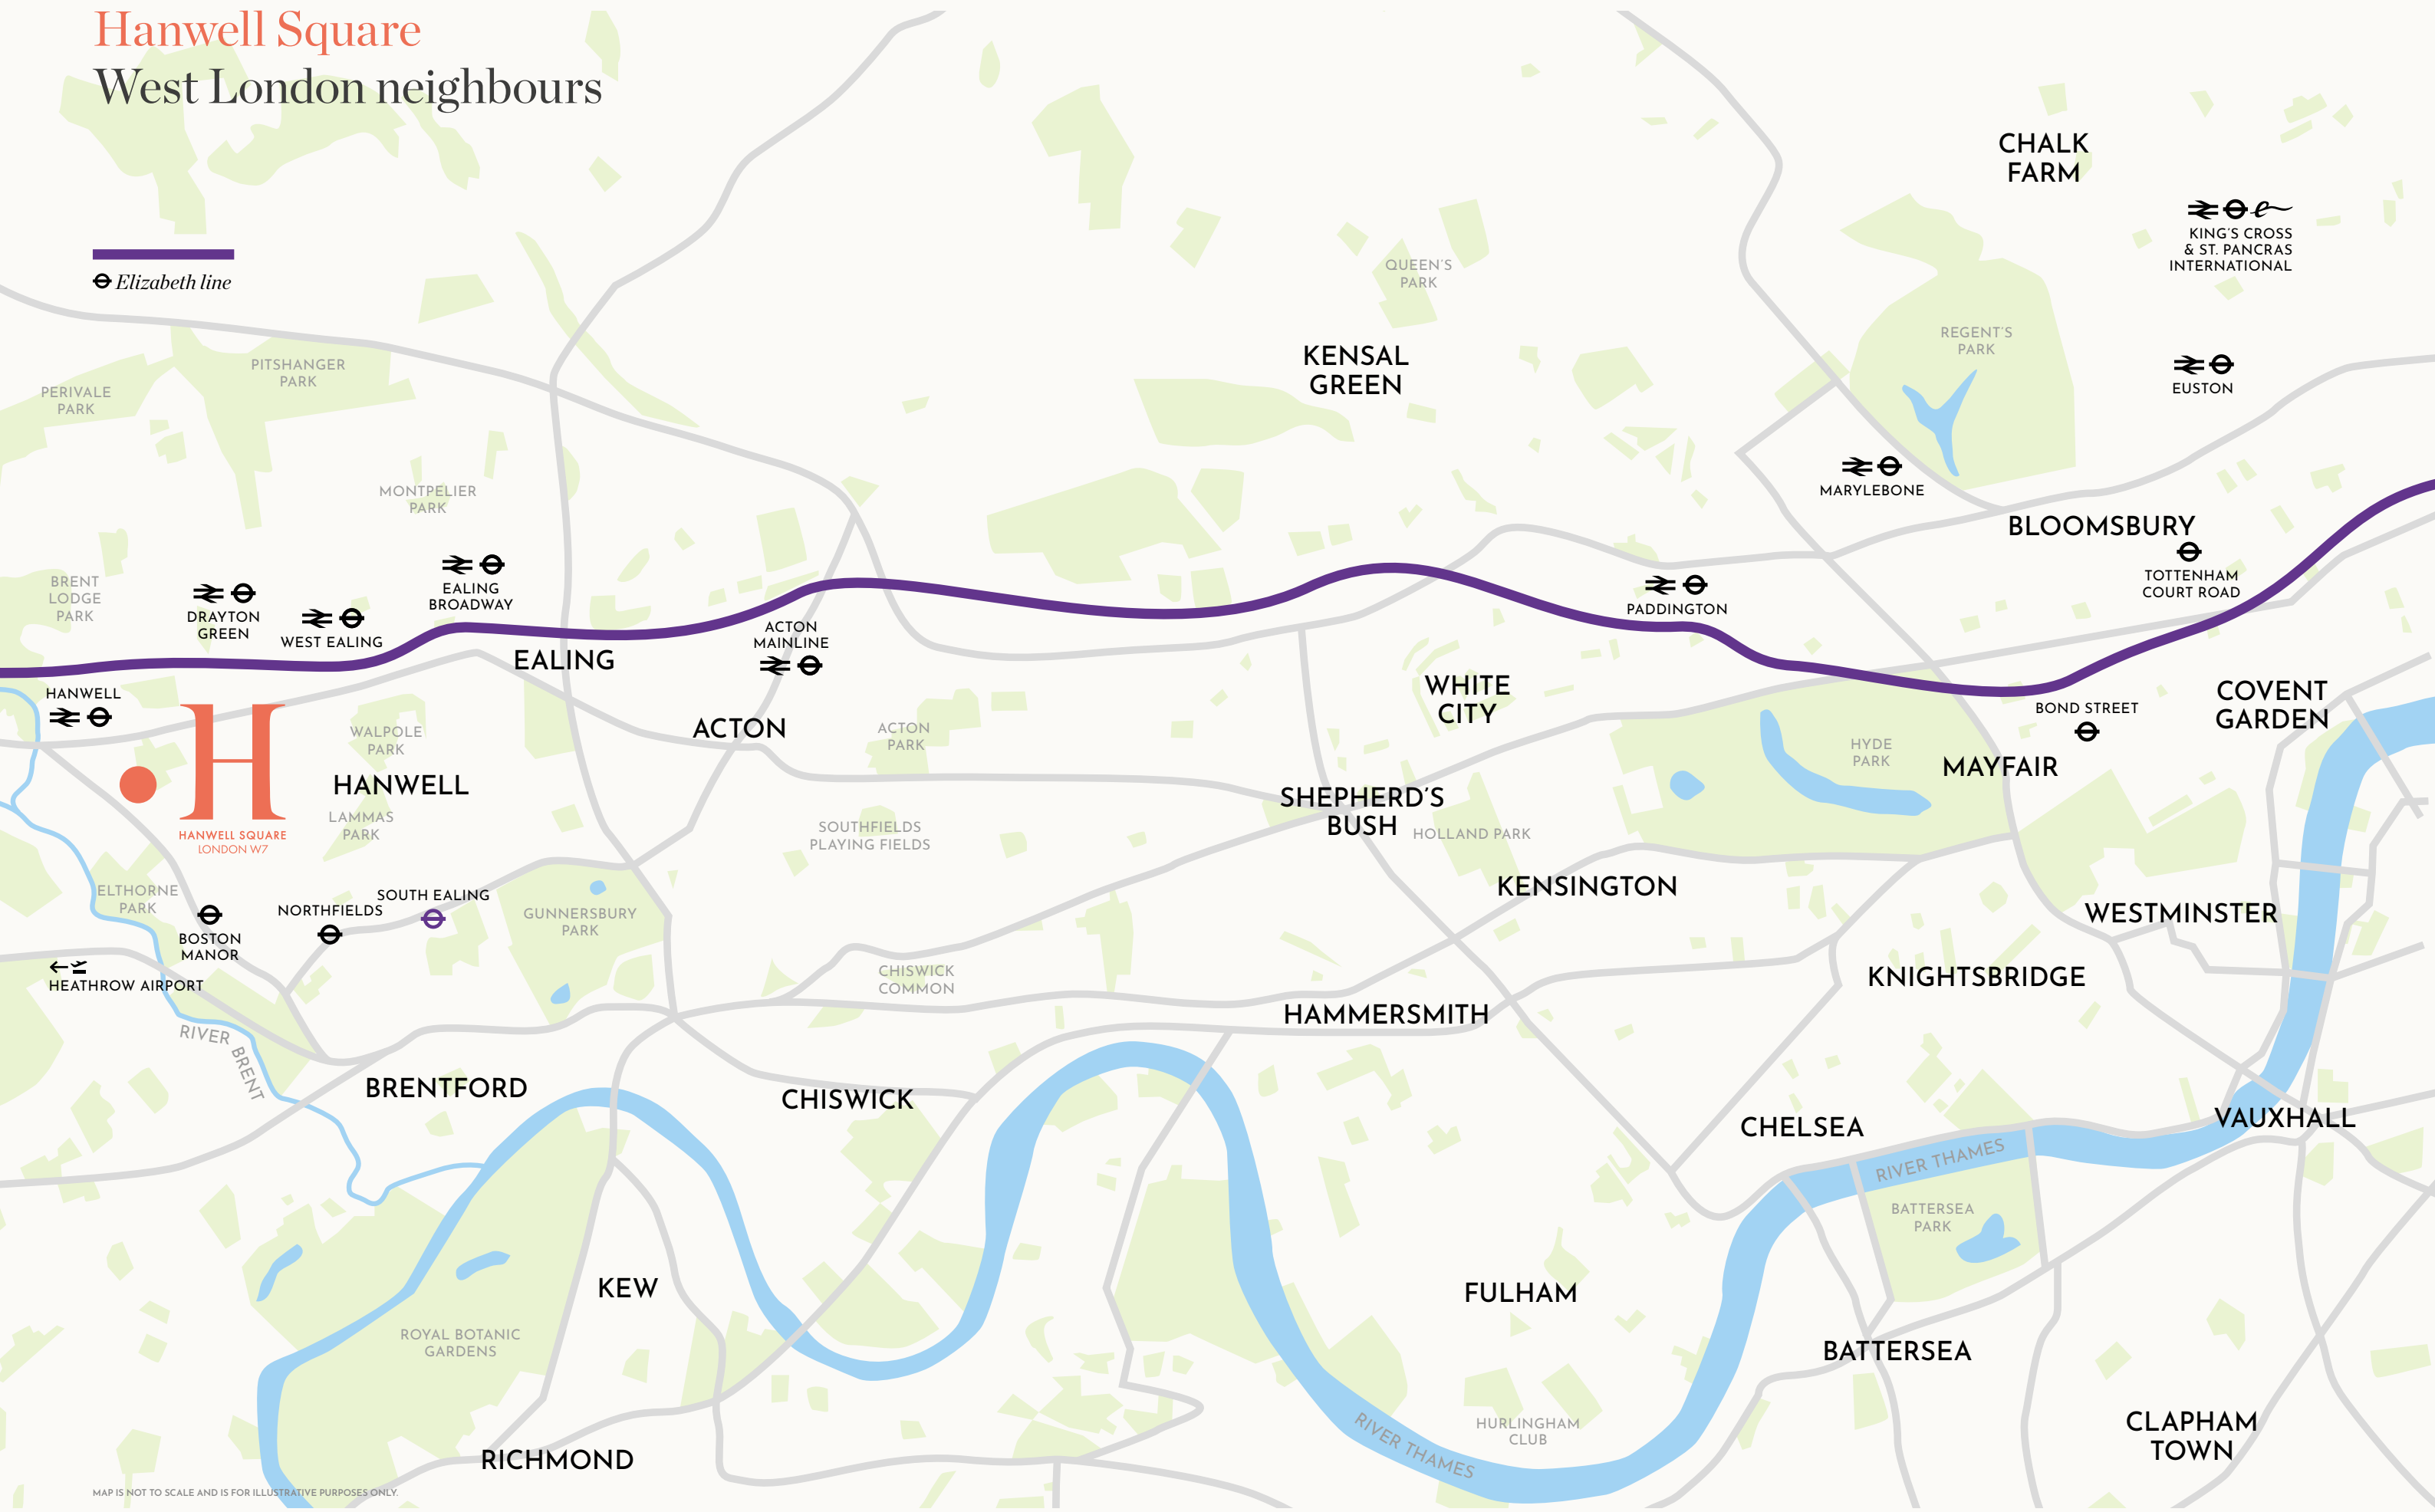 Hanwell Square
West London neighbours
Elizabeth line
CHALK
FARM
KING'S CROSS
& ST. PANCRAS
INTERNATIONAL
QUEEN'S
PARK
REGENT'S
PARK
KENSAL
GREEN
EUSTON
PITSHANGER
PARK
PERIVALE
PARK
MONTPELIER
PARK
MARYLEBONE
BLOOMSBURY
TOTTENHAM
COURT ROAD
BRENT
LODGE
PARK
DRAYTON
GREEN
WEST EALING
EALING
BROADWAY
ACTON
MAINLINE
PADDINGTON
EALING
HANWELL
WHITE
CITY
COVENT
GARDEN
BOND STREET
ACTON
ACTON
PARK
WALPOLE
PARK
HYDE
PARK
MAYFAIR
H
HANWELL
HANWELL SQUARE
LONDON W7
LAMMAS
PARK
SOUTHFIELDS
PLAYING FIELDS
SHEPHERD'S
BUSH
HOLLAND PARK
KENSINGTON
ELTHORNE
PARK
SOUTH EALING
NORTHFIELDS
BOSTON
MANOR
GUNNERSBURY
PARK
WESTMINSTER
HEATHROW AIRPORT
CHISWICK
COMMON
KNIGHTSBRIDGE
HAMMERSMITH
RIVER BRENT
BRENTFORD
CHISWICK
CHELSEA
VAUXHALL
RIVER THAMES
BATTERSEA
PARK
KEW
FULHAM
ROYAL BOTANIC
GARDENS
BATTERSEA
HURLINGHAM
CLUB
RIVER THAMES
CLAPHAM
TOWN
RICHMOND
MAP IS NOT TO SCALE AND IS FOR ILLUSTRATIVE PURPOSES ONLY.